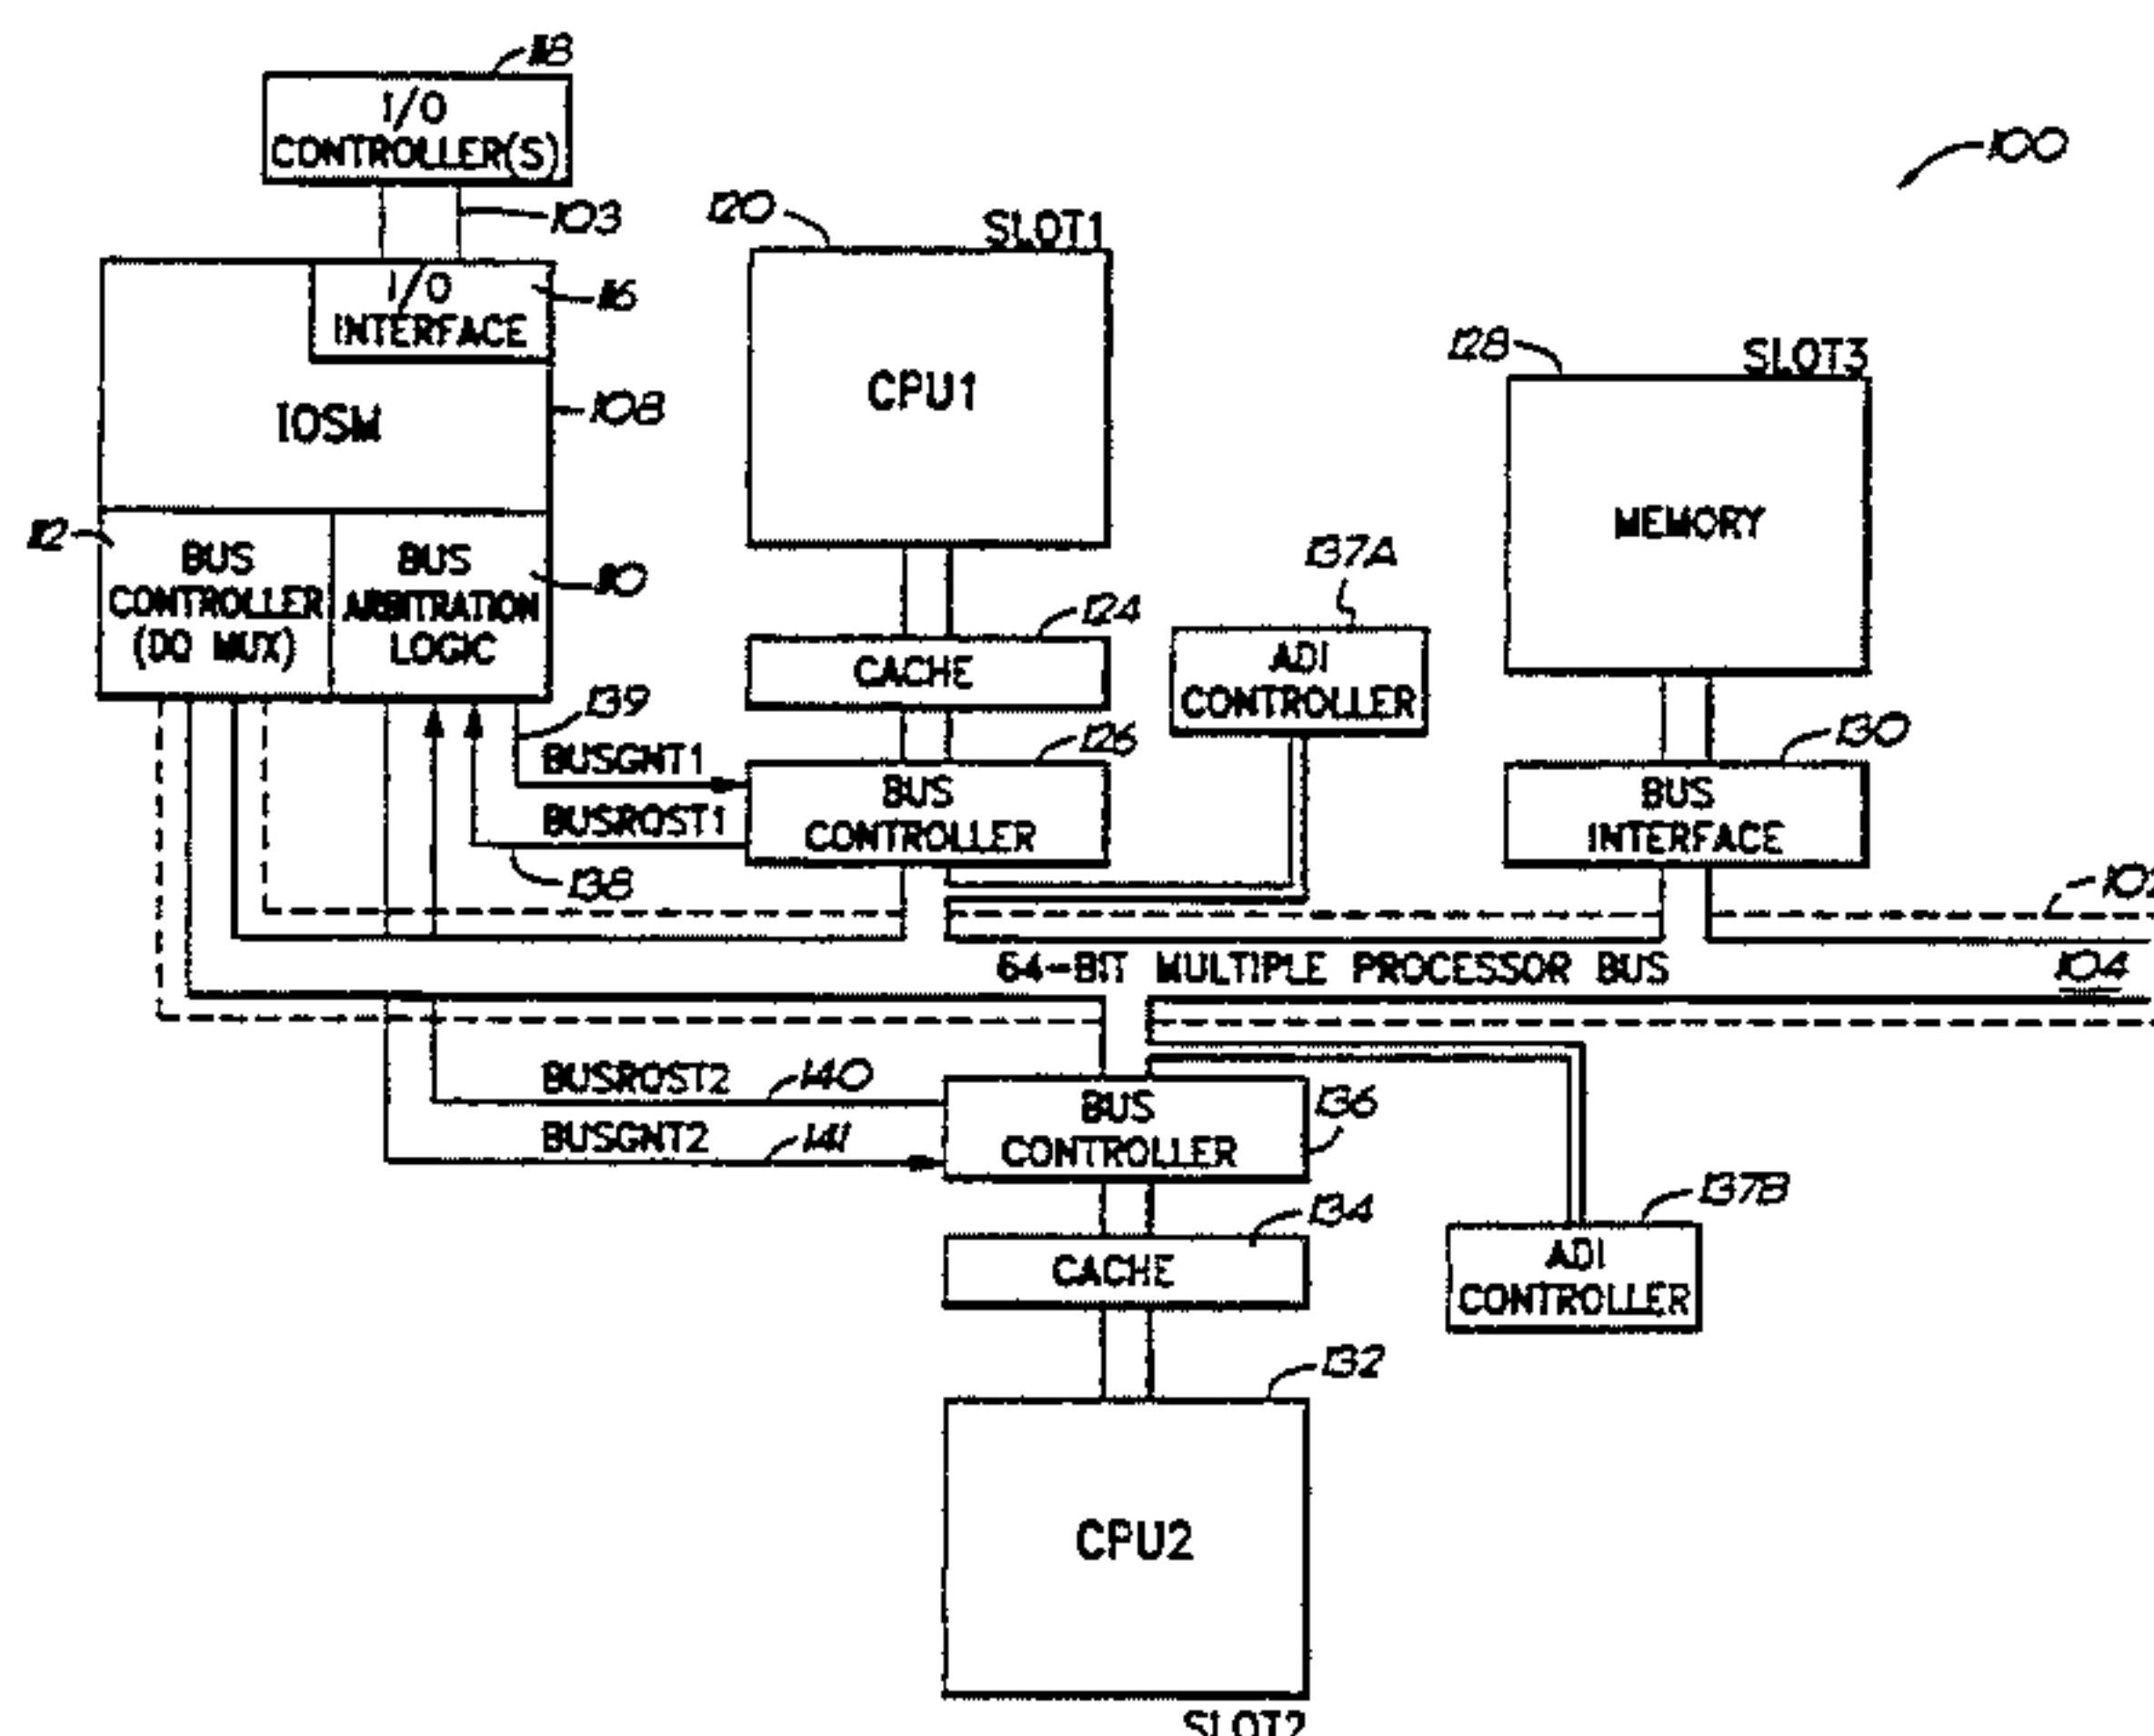 118
I/O
CONTROLLER(S)
103
I/O
INTERFACE
116
IOSM
108
112
BUS
CONTROLLER
(DQ MUX)
BUS
ARBITRATION
LOGIC
110
100
120
SLOT1
CPU1
128
SLOT3
MEMORY
137A
ADI
CONTROLLER
124
CACHE
139
126
BUSGNT1
BUSRQST1
138
BUS
CONTROLLER
130
BUS
INTERFACE
64-BIT MULTIPLE PROCESSOR BUS
104
BUSRQST2
140
BUSGNT2
141
BUS
CONTROLLER
136
134
CACHE
137B
ADI
CONTROLLER
132
CPU2
SLOT2